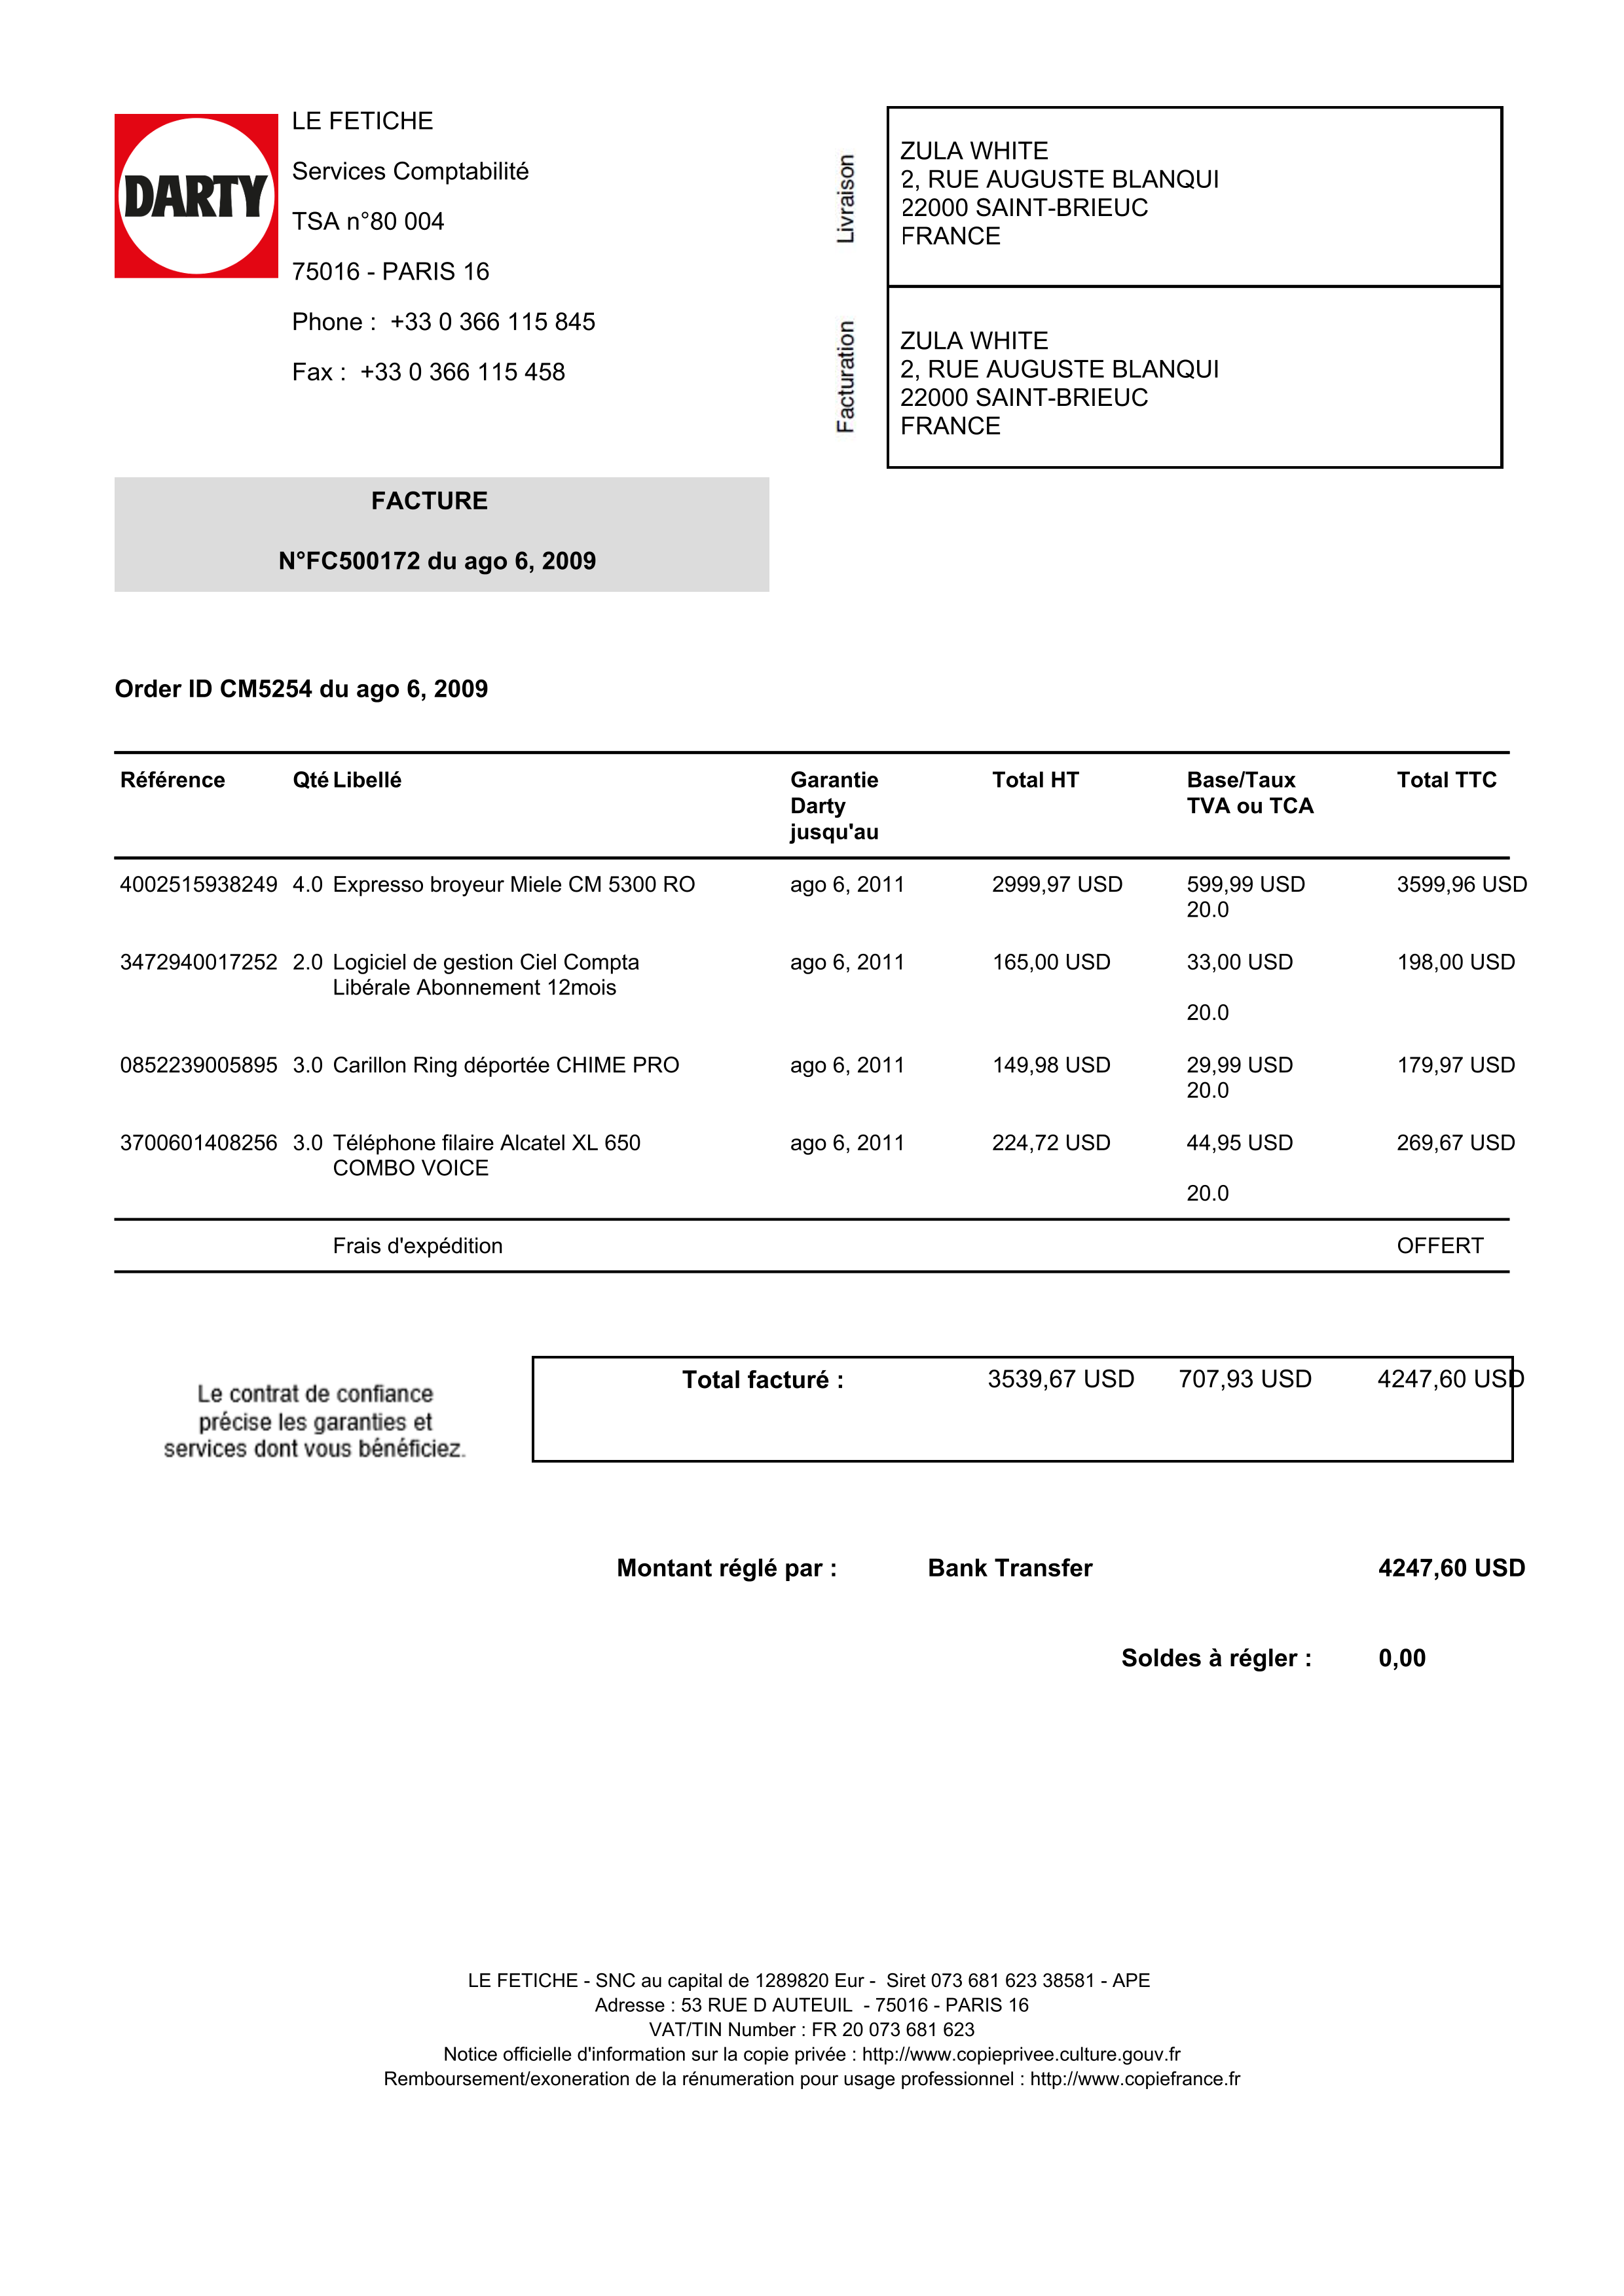 DARTY
LE FETICHE
Services Comptabilité
TSA n°80 004
75016 - PARIS 16
Phone : +33 0 366 115 845
Fax : +33 0 366 115 458
Livraison
ZULA WHITE
2, RUE AUGUSTE BLANQUI
22000 SAINT-BRIEUC
FRANCE
Facturation
ZULA WHITE
2, RUE AUGUSTE BLANQUI
22000 SAINT-BRIEUC
FRANCE
FACTURE
N°FC500172 du ago 6, 2009
Order ID CM5254 du ago 6, 2009
Référence Qté Libellé Garantie Total HT Base/Taux Total TTC
Darty TVA ou TCA
jusqu'au
4002515938249 4.0 Expresso broyeur Miele CM 5300 RO ago 6, 2011 2999,97 USD 599,99 USD 3599,96 USD
20.0
3472940017252 2.0 Logiciel de gestion Ciel Compta ago 6, 2011 165,00 USD 33,00 USD 198,00 USD
Libérale Abonnement 12mois
20.0
0852239005895 3.0 Carillon Ring déportée CHIME PRO ago 6, 2011 149,98 USD 29,99 USD 179,97 USD
20.0
3700601408256 3.0 Téléphone filaire Alcatel XL 650 ago 6, 2011 224,72 USD 44,95 USD 269,67 USD
COMBO VOICE
20.0
Frais d'expédition OFFERT
Total facturé : 3539,67 USD 707,93 USD 4247,60 USD
Le contrat de confiance
précise les garanties et
services dont vous bénéficiez.
Montant réglé par : Bank Transfer 4247,60 USD
Soldes à régler : 0,00
LE FETICHE - SNC au capital de 1289820 Eur - Siret 073 681 623 38581 - APE
Adresse : 53 RUE D AUTEUIL - 75016 - PARIS 16
VAT/TIN Number : FR 20 073 681 623
Notice officielle d'information sur la copie privée : http://www.copieprivee.culture.gouv.fr
Remboursement/exoneration de la rénumeration pour usage professionnel : http://www.copiefrance.fr